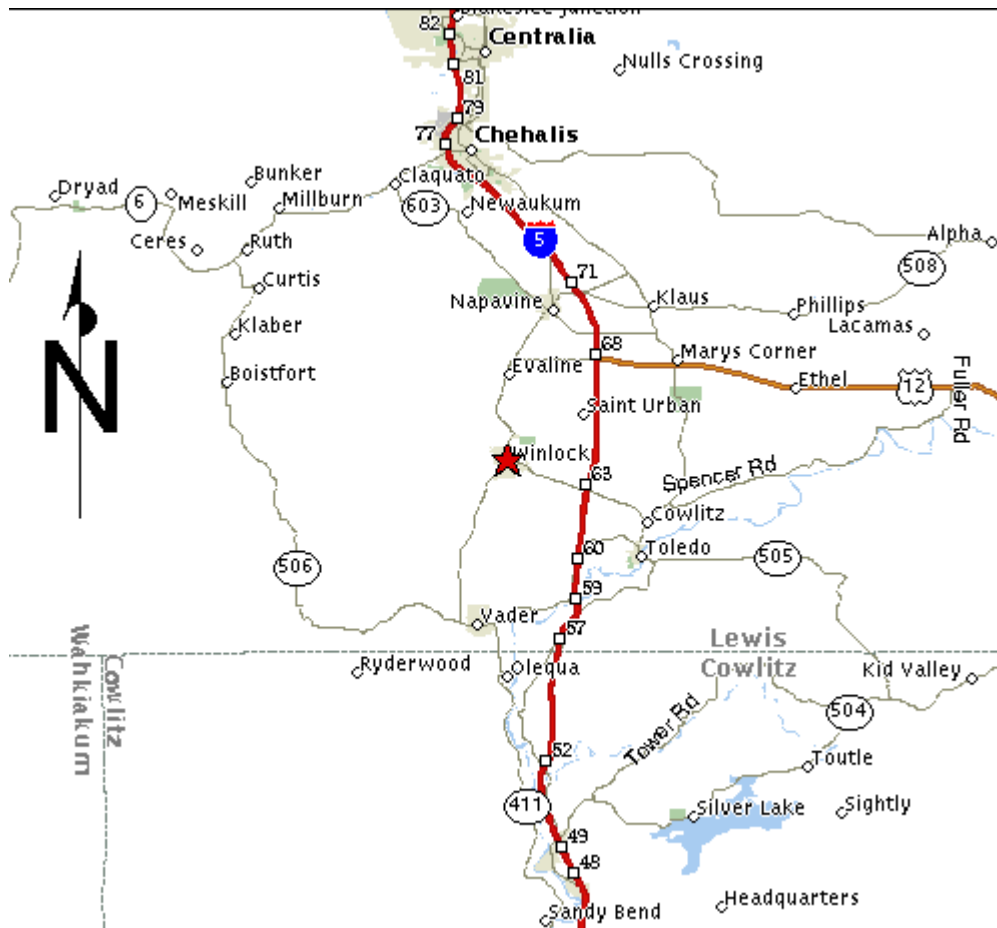 82
Blakeslee Junction
Centralia
Nulls Crossing
81
79
77
Chehalis
Bunker
Claquato
Dryad
6
Meskill
Millburn
603
Newaukum
Ceres
Ruth
5
Alpha
508
Curtis
71
Napavine
Klaus
Phillips
Klaber
Lacamas
68
Marys Corner
N
Boistfort
Evaline
Ethel
12
Fuller Rd
Saint Urban
Winlock
63
Spencer Rd
Cowlitz
60
Toledo
505
506
59
Vader
57
Lewis
Cowlitz
Wahkiakum
Cowlitz
Ryderwood
Olequa
Kid Valley
504
Tower Rd
52
Toutle
411
Silver Lake
Sightly
49
48
Headquarters
Sandy Bend